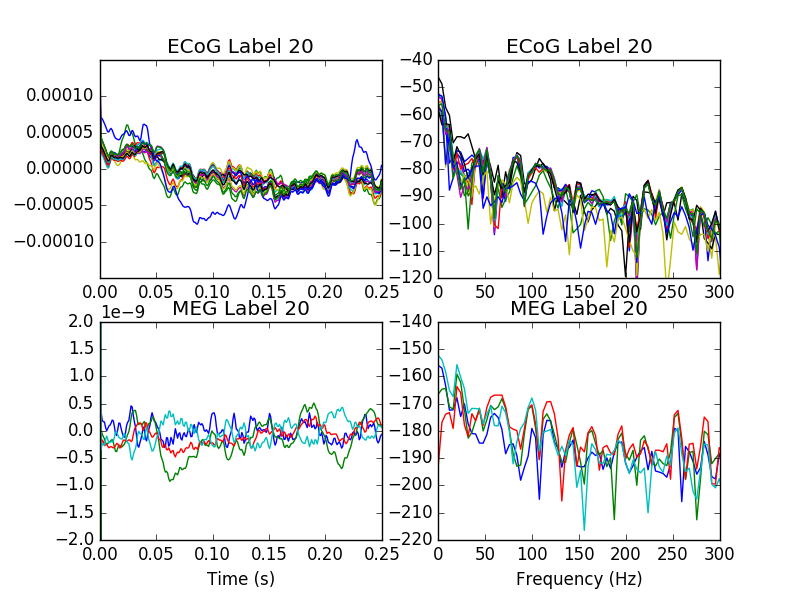 ECoG Label 20
ECoG Label 20
0.00010
0.00005
0.00000
−0.00005
−0.00010
0.00 0.05 0.10 0.15 0.20 0.25
−40
−50
−60
−70
−80
−90
−100
−110
−120
0 50 100 150 200 250 300
MEG Label 20
MEG Label 20
1e−9
2.0
1.5
1.0
0.5
0.0
−0.5
−1.0
−1.5
−2.0
0.00 0.05 0.10 0.15 0.20 0.25
Time (s)
−140
−150
−160
−170
−180
−190
−200
−210
−220
0 50 100 150 200 250 300
Frequency (Hz)